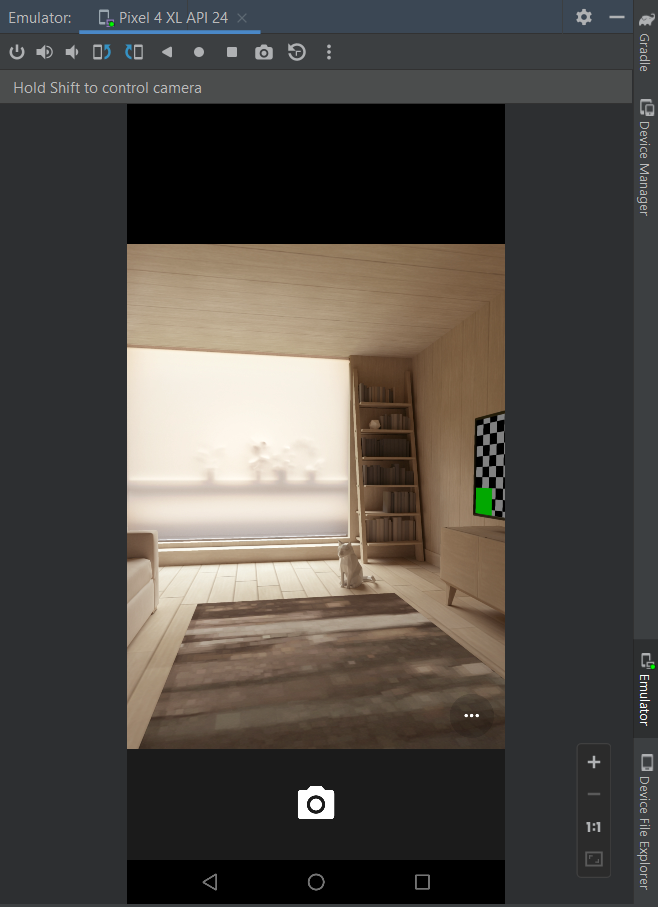 Emulator:
Pixel 4 XL API 24
Hold Shift to control camera
1:1
Gradle
Device Manager
Emulator
Device File Explorer